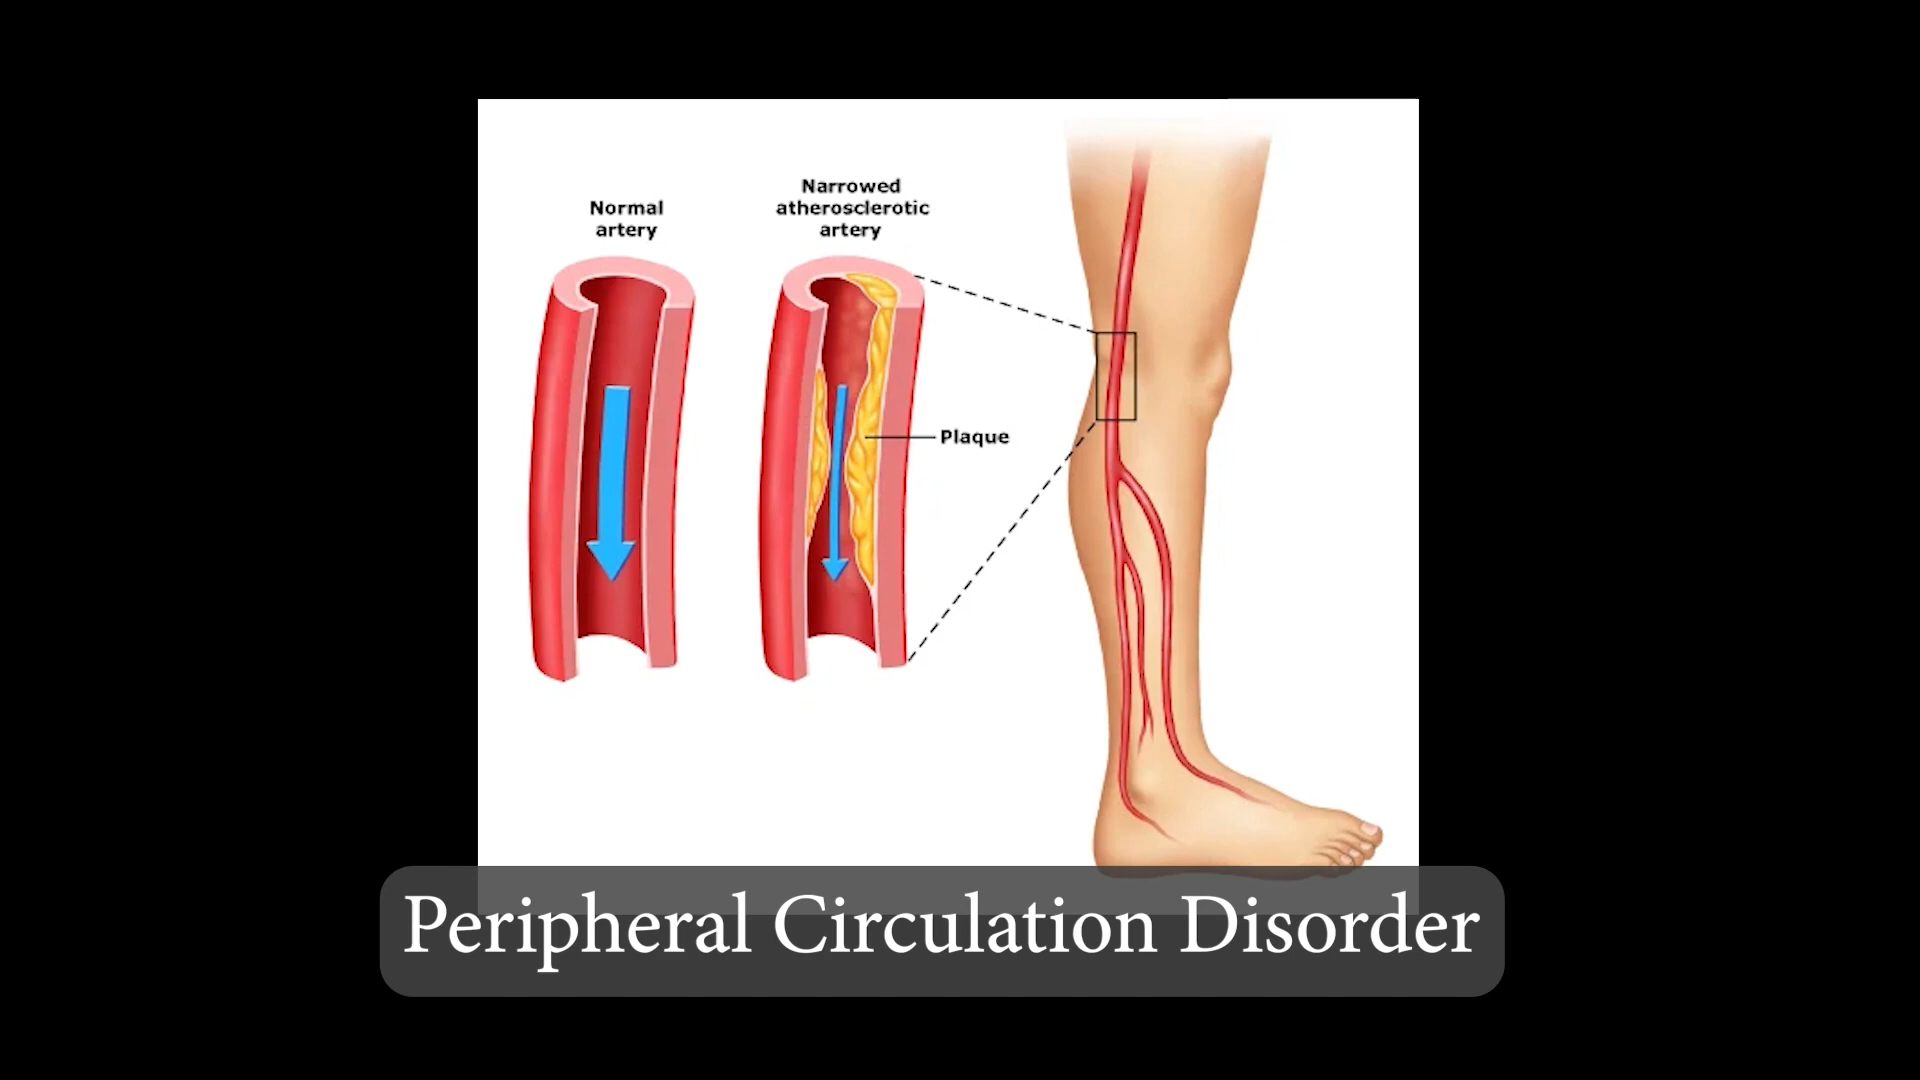 Normal
artery
Narrowed
atherosclerotic
artery
Plaque
Peripheral Circulation Disorder